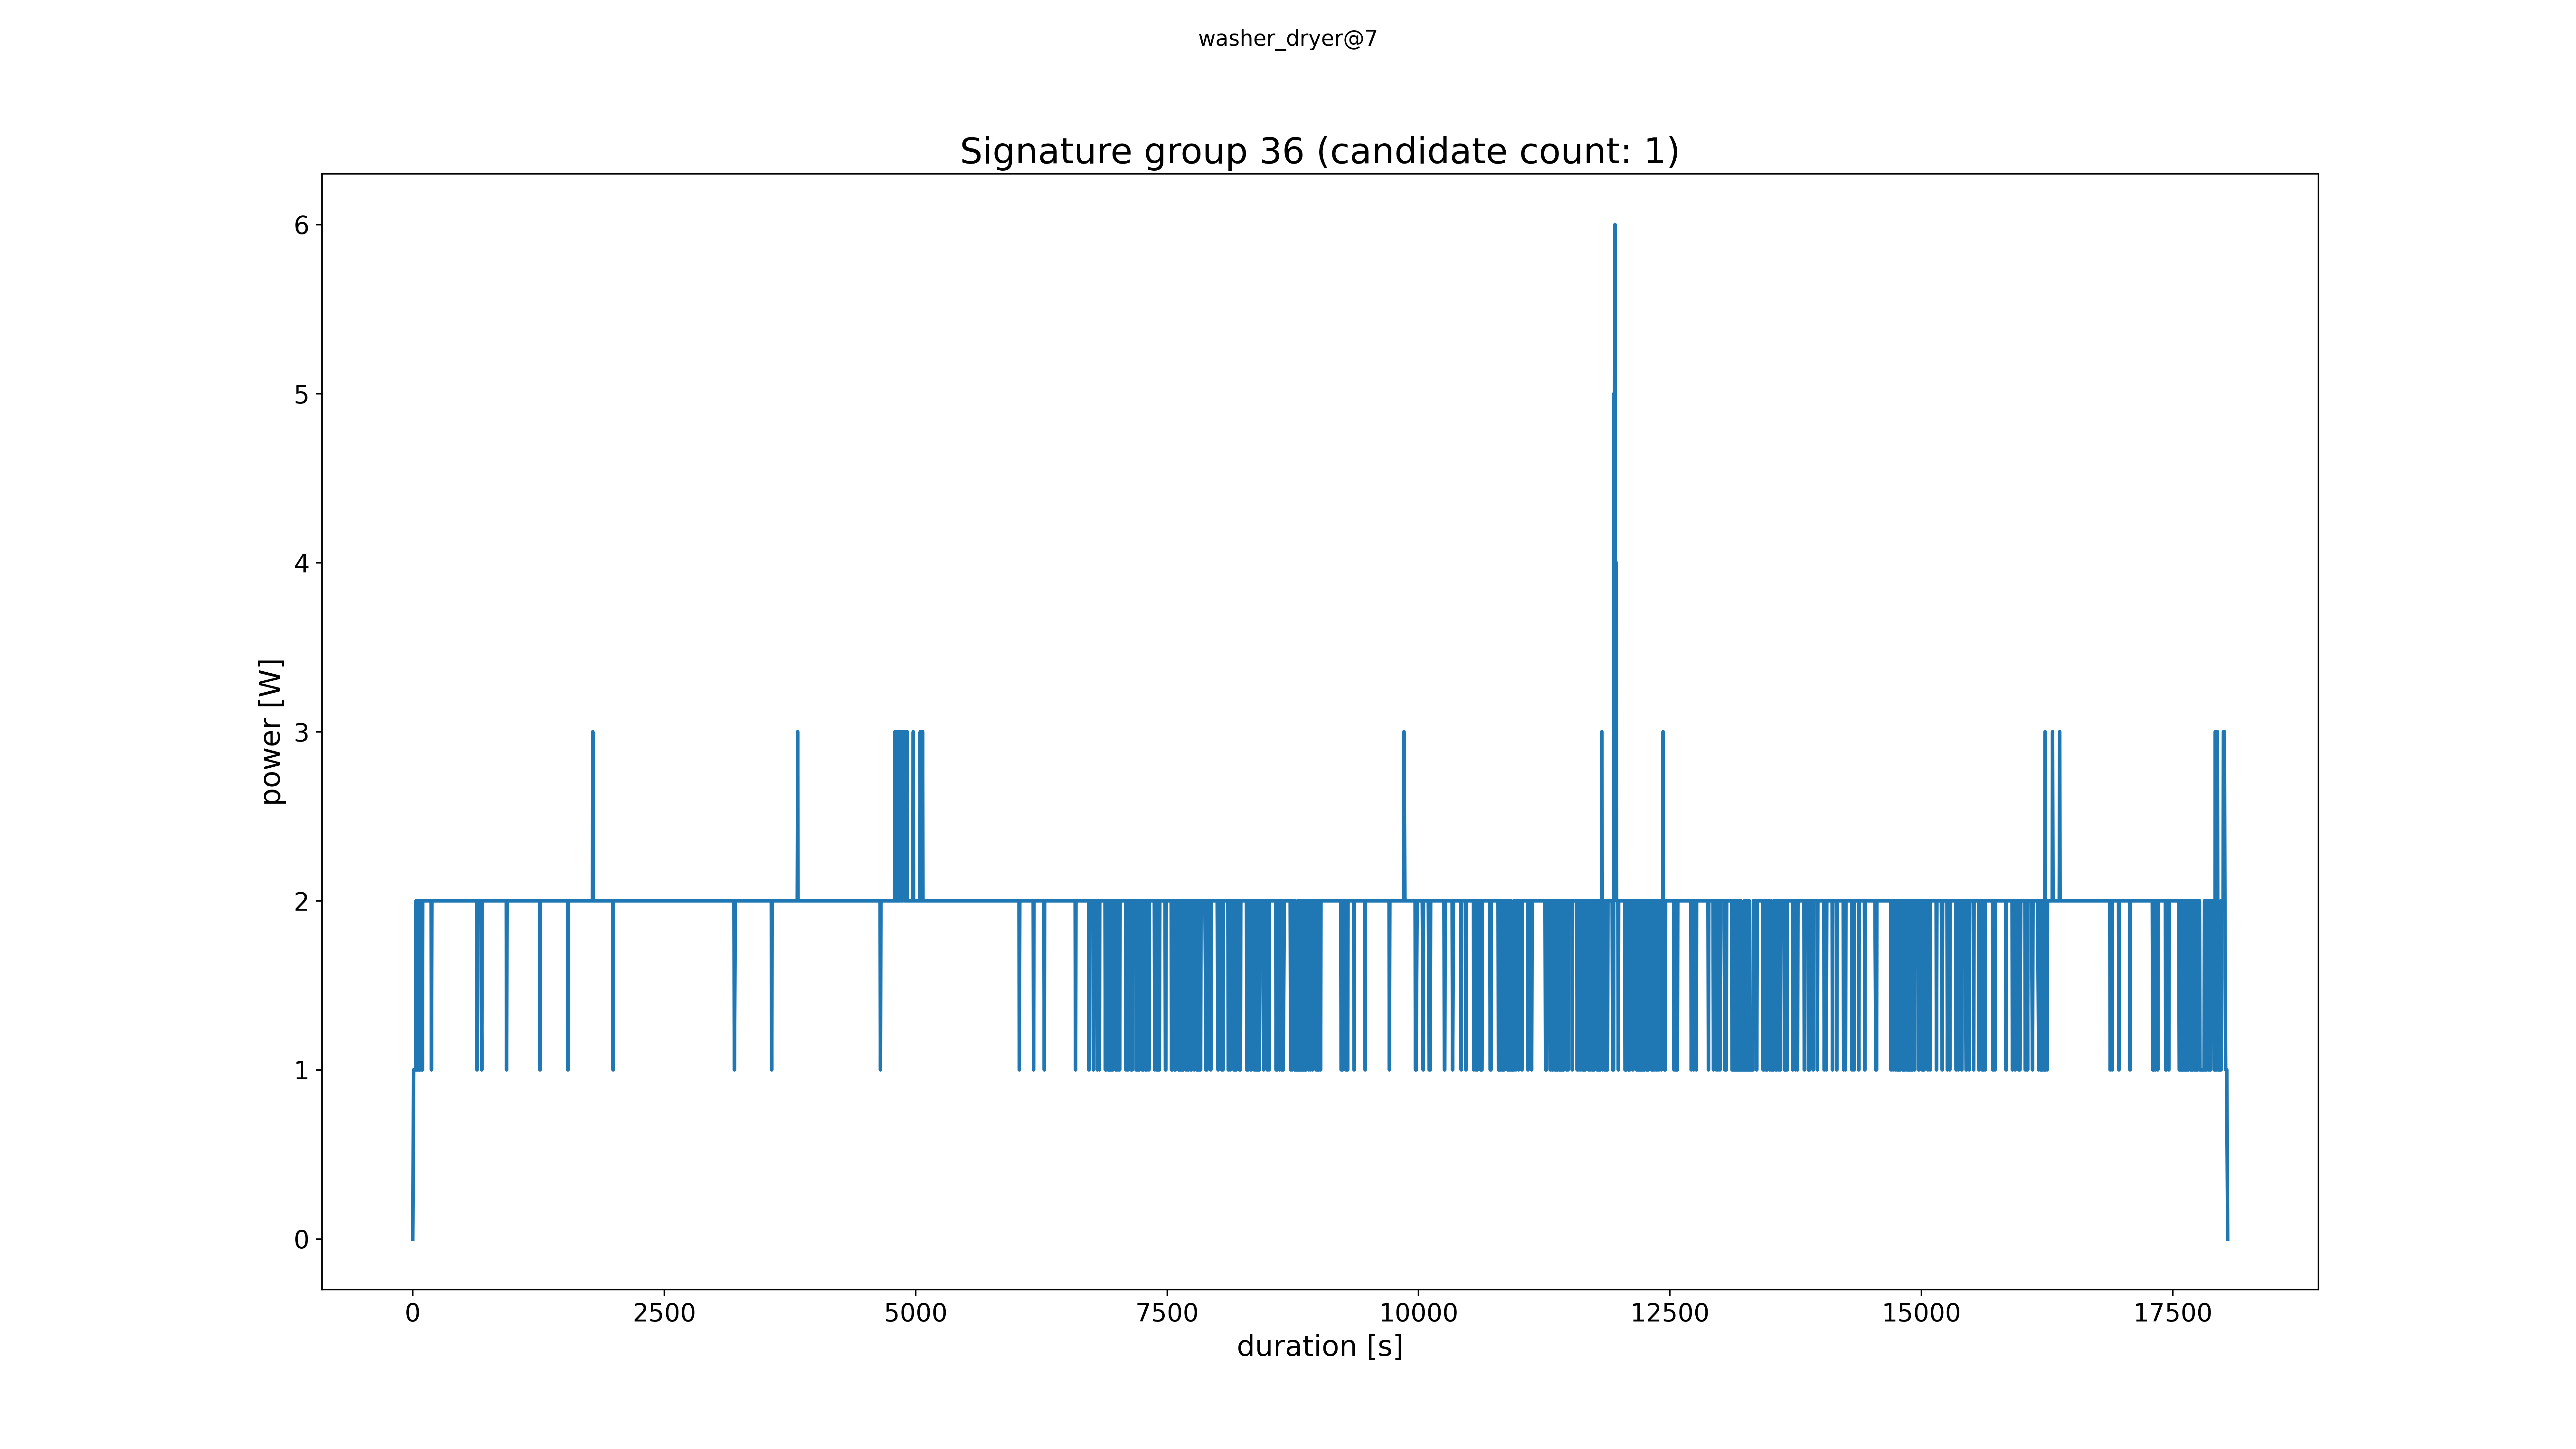 washer_dryer@7
Signature group 36 (candidate count: 1)
6
5
4
3
2
1
0
power [W]
0 2500 5000 7500 10000 12500 15000 17500
duration [s]